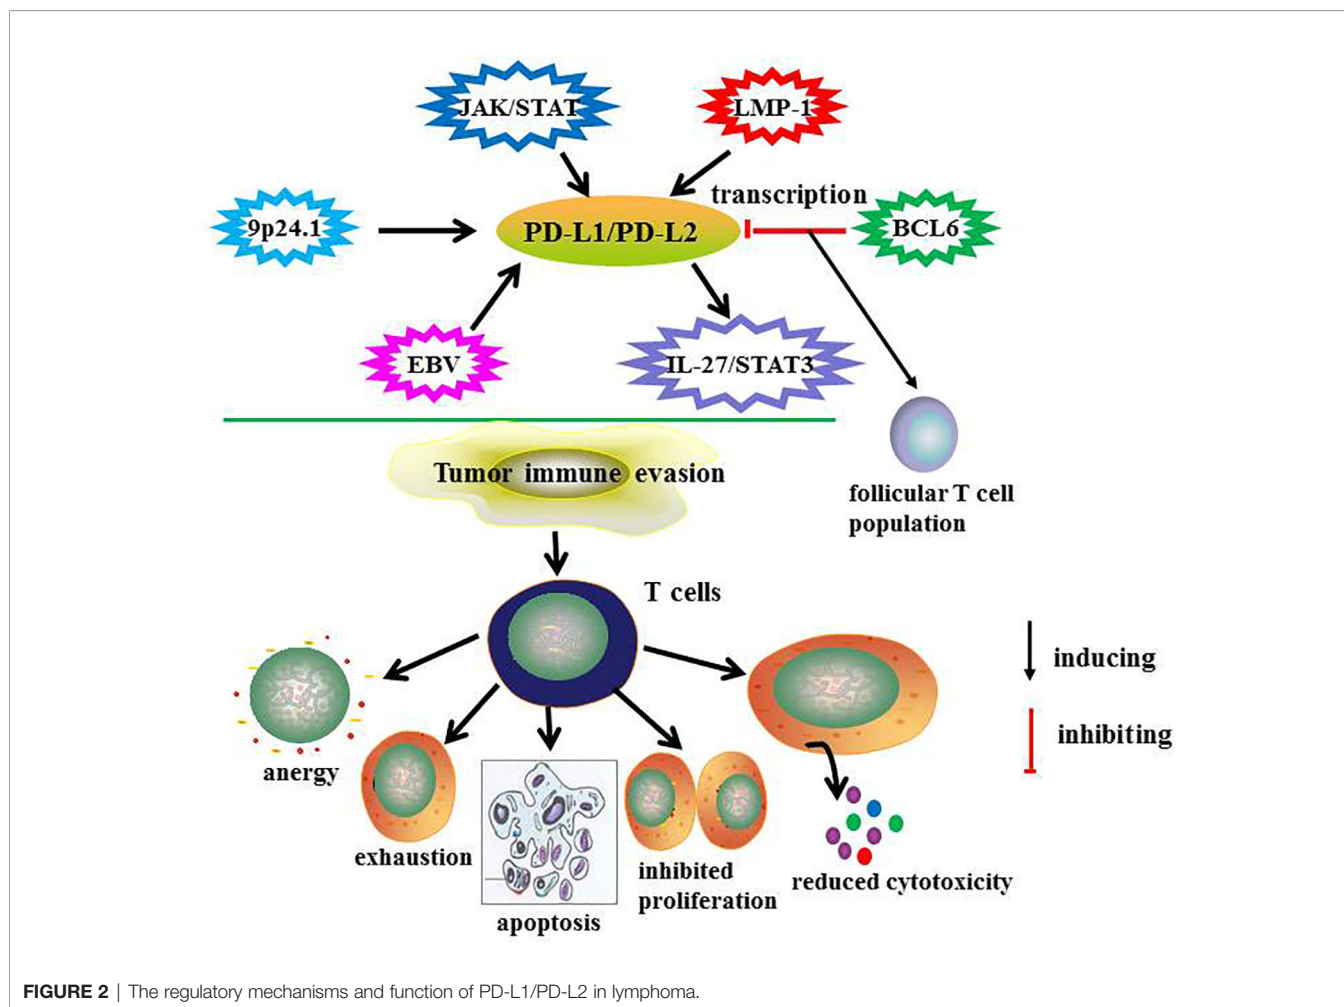 JAK/STAT
LMP-1
transcription
9p24.1
PD-L1/PD-L2
BCL6
EBV
IL-27/STAT3
Tumor immune evasion
follicular T cell
population
T cells
inducing
inhibiting
anergy
exhaustion
apoptosis
inhibited
proliferation
reduced cytotoxicity
FIGURE 2 | The regulatory mechanisms and function of PD-L1/PD-L2 in lymphoma.